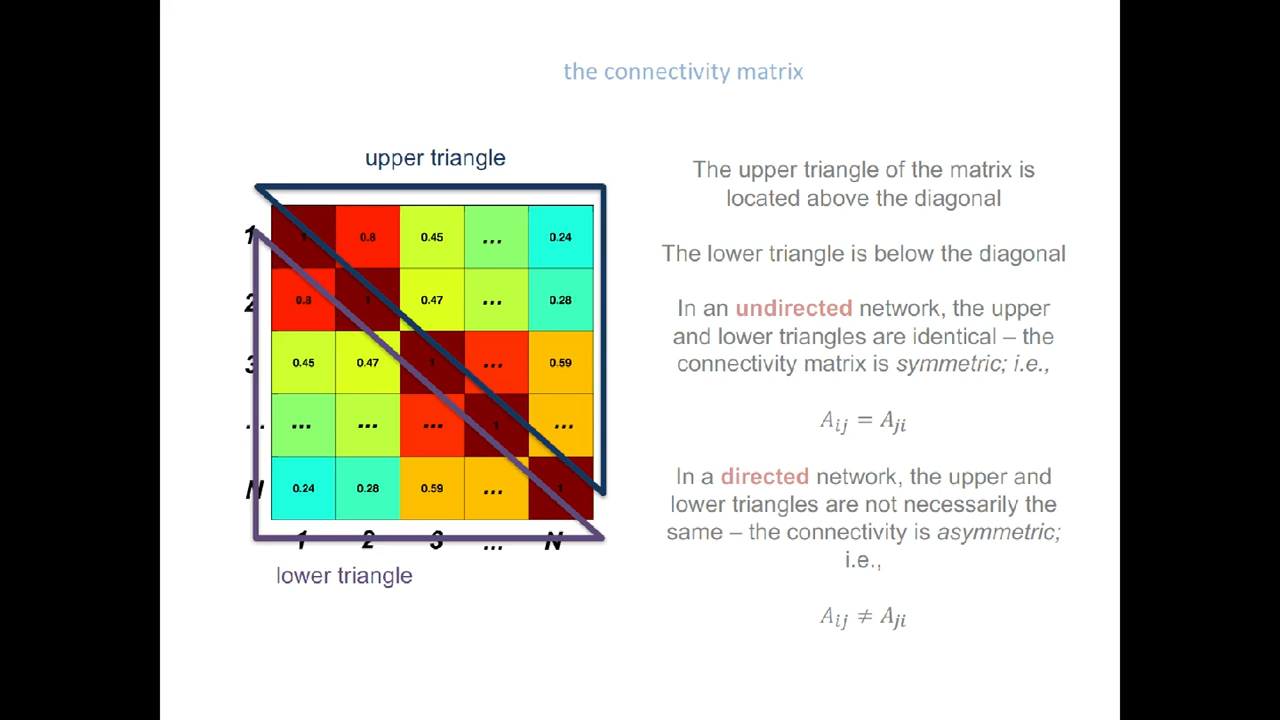 the connectivity matrix
upper triangle
1 1 0.8 0.45 ... 0.24
2 0.8 1 0.47 ... 0.28
3 0.45 0.47 1 ... 0.59
... ... ... ... 1 ...
N 0.24 0.28 0.59 ... 1
1 2 3 ... N
lower triangle
The upper triangle of the matrix is
located above the diagonal
The lower triangle is below the diagonal
In an undirected network, the upper
and lower triangles are identical – the
connectivity matrix is symmetric; i.e.,
𝐴𝑖𝑗 = 𝐴𝑗𝑖
In a directed network, the upper and
lower triangles are not necessarily the
same – the connectivity is asymmetric;
i.e.,
𝐴𝑖𝑗 ≠ 𝐴𝑗𝑖